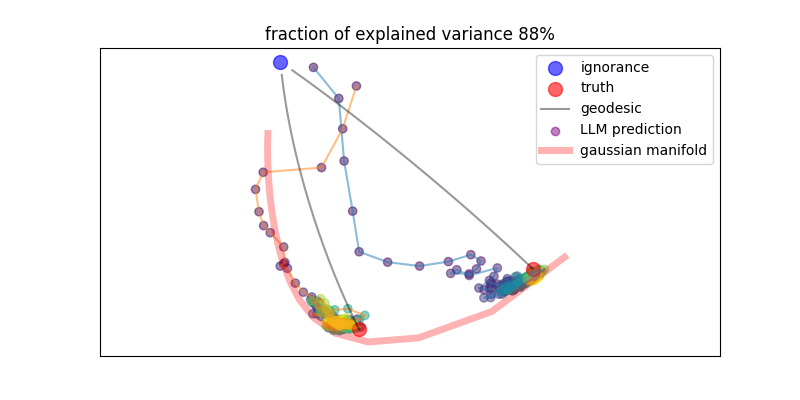 fraction of explained variance 88%
ignorance
truth
geodesic
LLM prediction
gaussian manifold